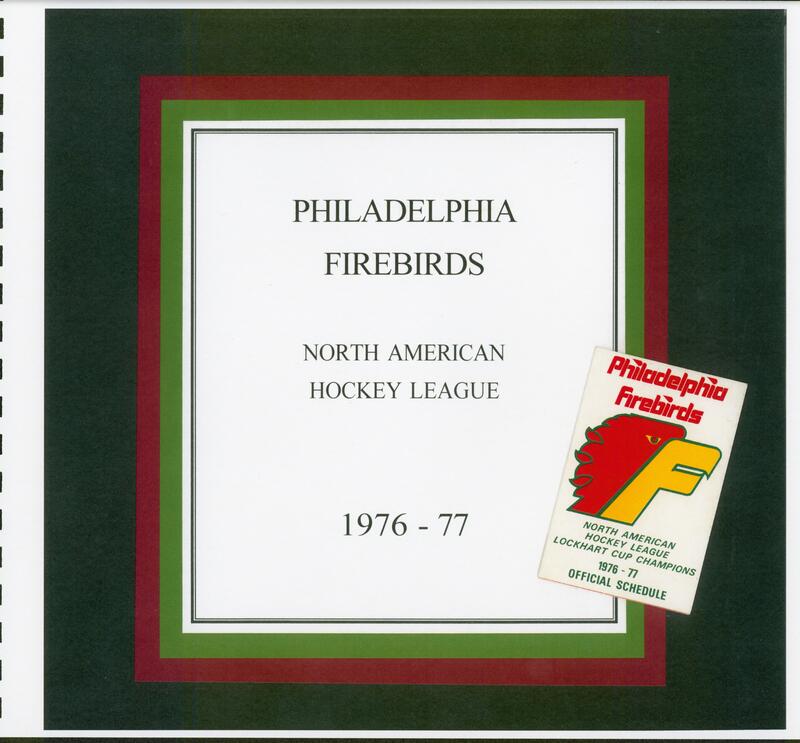 PHILADELPHIA
FIREBIRDS
NORTH AMERICAN
HOCKEY LEAGUE
1976 - 77
Philadelphia
Firebirds
NORTH AMERICAN
HOCKEY LEAGUE
LOCKHART CUP CHAMPIONS
1976 - 77
OFFICIAL SCHEDULE